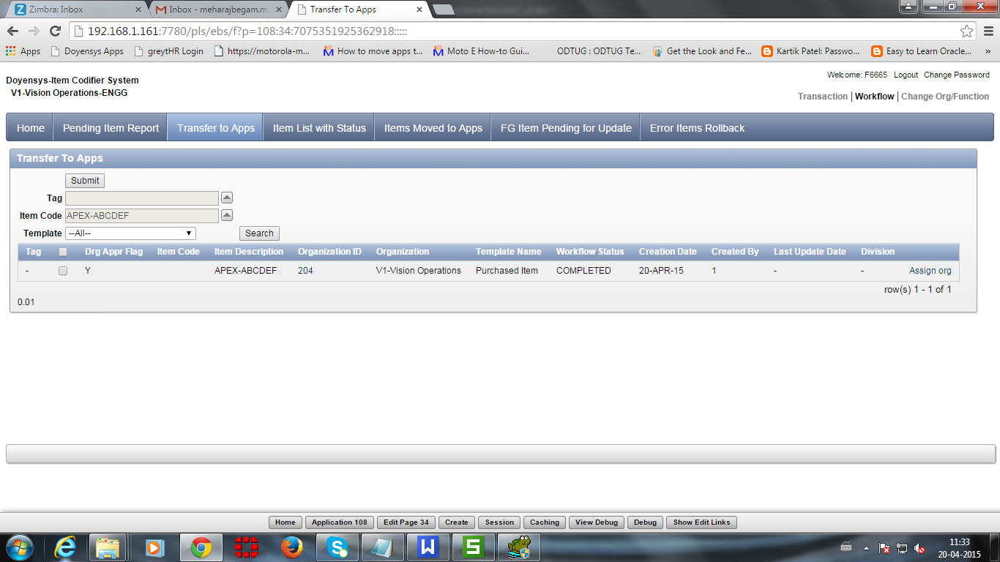 Zimbra: Inbox
Inbox - meharajbegam.m
Transfer To Apps
192.168.1.161:7780/pls/ebs/f?p=108:34:7075351925362918:::::
Apps
Doyensys Apps
greytHR Login
https://motorola-m...
How to move apps t...
Moto E How-to Gui...
ODTUG : ODTUG Te...
Get the Look and Fe...
Kartik Patel: Passwo...
Easy to Learn Oracle...
»
Doyensys-Item Codifier System
V1-Vision Operations-ENGG
Welcome: F6665 Logout Change Password
Transaction | Workflow | Change Org/Function
Home
Pending Item Report
Transfer to Apps
Item List with Status
Items Moved to Apps
FG Item Pending for Update
Error Items Rollback
Transfer To Apps
Submit
Tag
Item Code APEX-ABCDEF
Template --All-- Search
Tag Drg Appr Flag Item Code Item Description Organization ID Organization Template Name Workflow Status Creation Date Created By Last Update Date Division
- Y APEX-ABCDEF 204 V1-Vision Operations Purchased Item COMPLETED 20-APR-15 1 - - Assign org
row(s) 1 - 1 of 1
0.01
Home Application 108 Edit Page 34 Create Session Caching View Debug Debug Show Edit Links
11:33
20-04-2015